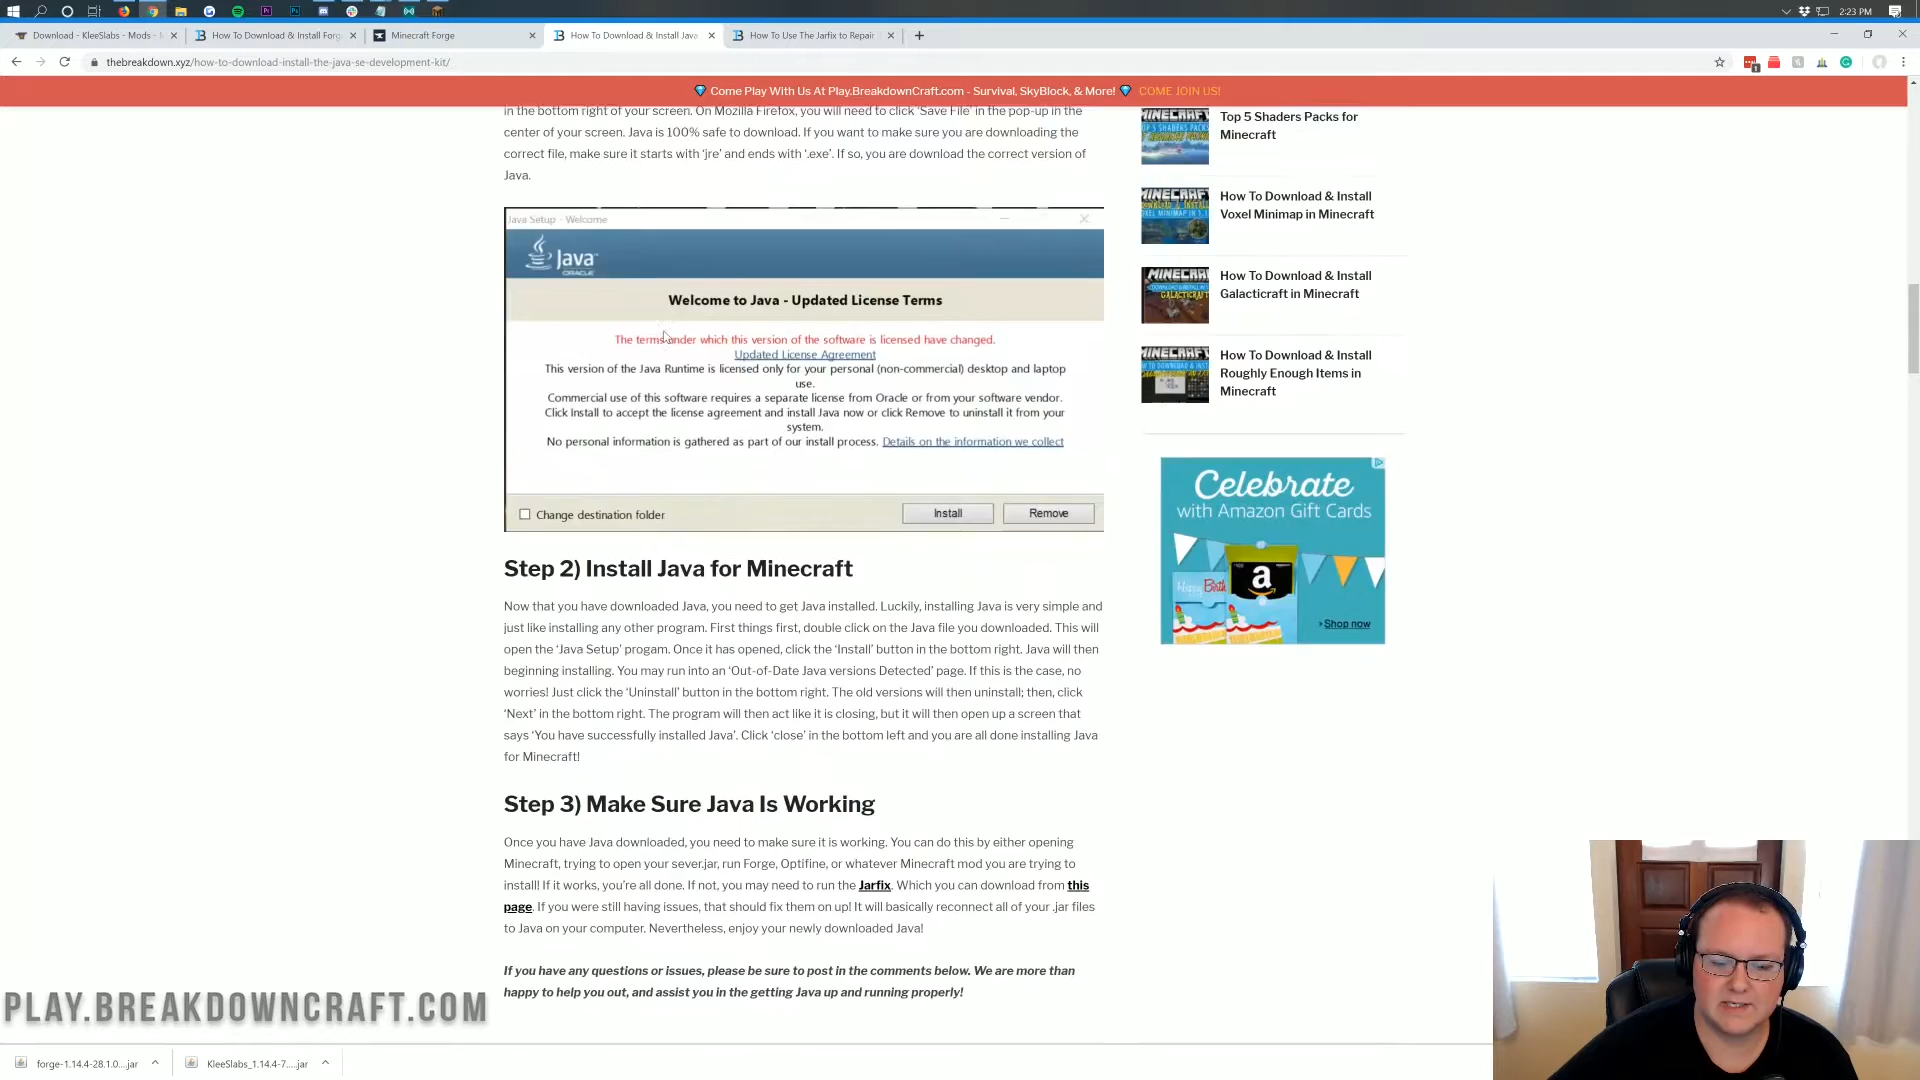 2:23 PM
Download - KleeSlabs - Mods -
How To Download & Install Forg
Minecraft Forge
How To Download & Install Java
How To Use The Jarfix to Repair
thebreakdown.xyz/how-to-download-install-the-java-se-development-kit/
Come Play With Us At Play.BreakdownCraft.com - Survival, SkyBlock, & More! COME JOIN US!
in the bottom right of your screen. On Mozilla Firefox, you will need to click ‘Save File’ in the pop-up in the
center of your screen. Java is 100% safe to download. If you want to make sure you are downloading the
correct file, make sure it starts with ‘jre’ and ends with ‘.exe’. If so, you are download the correct version of
Java.
Java Setup - Welcome
Java
ORACLE
Welcome to Java - Updated License Terms
The terms under which this version of the software is licensed have changed.
Updated License Agreement
This version of the Java Runtime is licensed only for your personal (non-commercial) desktop and laptop
use.
Commercial use of this software requires a separate license from Oracle or from your software vendor.
Click Install to accept the license agreement and install Java now or click Remove to uninstall it from your
system.
No personal information is gathered as part of our install process. Details on the information we collect
Change destination folder
Install
Remove
Step 2) Install Java for Minecraft
Now that you have downloaded Java, you need to get Java installed. Luckily, installing Java is very simple and
just like installing any other program. First things first, double click on the Java file you downloaded. This will
open the ‘Java Setup’ progam. Once it has opened, click the ‘Install’ button in the bottom right. Java will then
beginning installing. You may run into an ‘Out-of-Date Java versions Detected’ page. If this is the case, no
worries! Just click the ‘Uninstall’ button in the bottom right. The old versions will then uninstall; then, click
‘Next’ in the bottom right. The program will then act like it is closing, but it will then open up a screen that
says ‘You have successfully installed Java’. Click ‘close’ in the bottom left and you are all done installing Java
for Minecraft!
Step 3) Make Sure Java Is Working
Once you have Java downloaded, you need to make sure it is working. You can do this by either opening
Minecraft, trying to open your sever.jar, run Forge, Optifine, or whatever Minecraft mod you are trying to
install! If it works, you’re all done. If not, you may need to run the Jarfix. Which you can download from this
page. If you were still having issues, that should fix them on up! It will basically reconnect all of your .jar files
to Java on your computer. Nevertheless, enjoy your newly downloaded Java!
If you have any questions or issues, please be sure to post in the comments below. We are more than
happy to help you out, and assist you in the getting Java up and running properly!
Top 5 Shaders Packs for
Minecraft
How To Download & Install
Voxel Minimap in Minecraft
How To Download & Install
Galacticraft in Minecraft
How To Download & Install
Roughly Enough Items in
Minecraft
Celebrate
with Amazon Gift Cards
Happy Birth
a
Shop now
PLAY.BREAKDOWNCRAFT.COM
forge-1.14.4-28.1.0....jar
KleeSlabs_1.14.4-7....jar